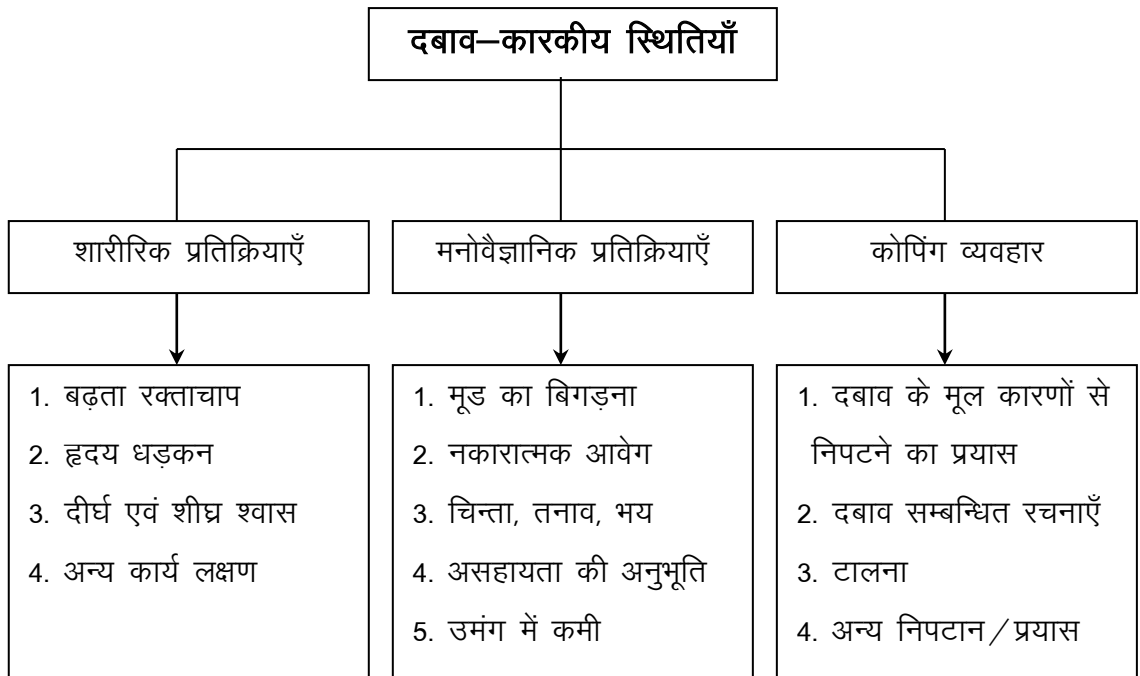 दबाव–कारकीय स्थितियाँ
शारीरिक प्रतिक्रियाएँ
मनोवैज्ञानिक प्रतिक्रियाएँ
कोपिंग व्यवहार
1. बढ़ता रक्ताचाप
2. हृदय धड़कन
3. दीर्घ एवं शीघ्र श्वास
4. अन्य कार्य लक्षण
1. मूड का बिगड़ना
2. नकारात्मक आवेग
3. चिन्ता, तनाव, भय
4. असहायता की अनुभूति
5. उमंग में कमी
1. दबाव के मूल कारणों से
निपटने का प्रयास
2. दबाव सम्बन्धित रचनाएँ
3. टालना
4. अन्य निपटान/प्रयास